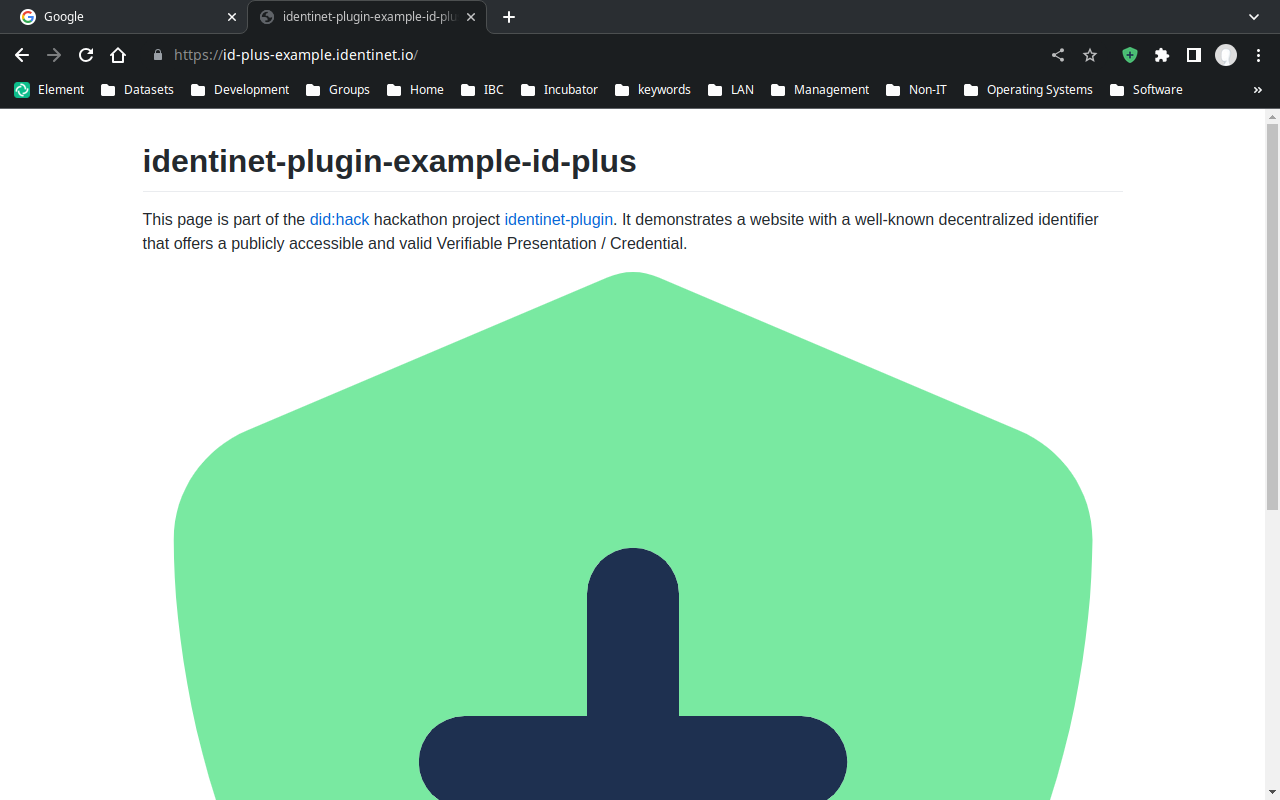 Google
identinet-plugin-example-id-plu
https://id-plus-example.identinet.io/
Element Datasets Development Groups Home IBC Incubator keywords LAN Management Non-IT Operating Systems Software »
identinet-plugin-example-id-plus
This page is part of the did:hack hackathon project identinet-plugin. It demonstrates a website with a well-known decentralized identifier
that offers a publicly accessible and valid Verifiable Presentation / Credential.